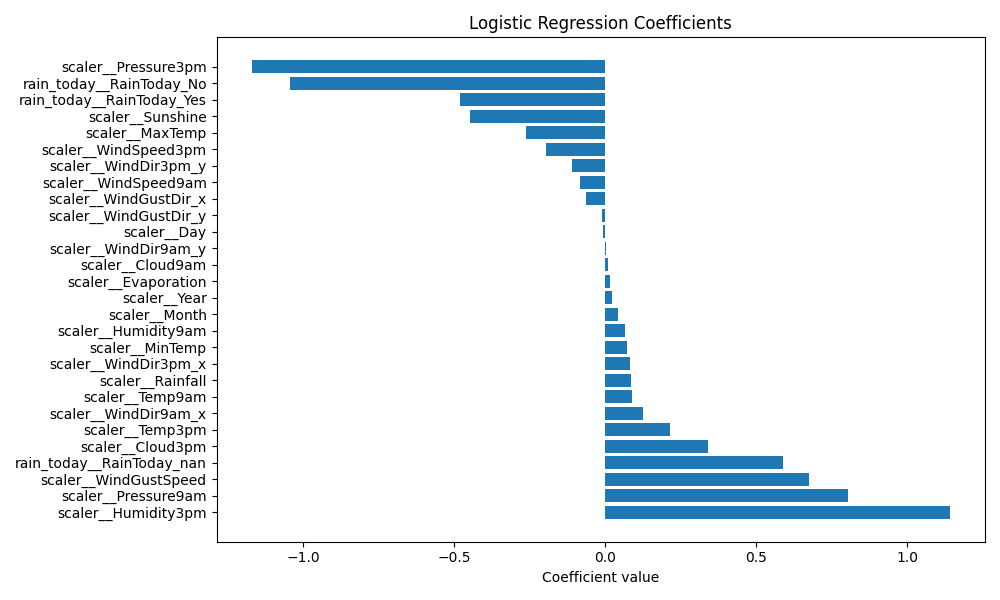 Logistic Regression Coefficients
scaler__Pressure3pm
rain_today__RainToday_No
rain_today__RainToday_Yes
scaler__Sunshine
scaler__MaxTemp
scaler__WindSpeed3pm
scaler__WindDir3pm_y
scaler__WindSpeed9am
scaler__WindGustDir_x
scaler__WindGustDir_y
scaler__Day
scaler__WindDir9am_y
scaler__Cloud9am
scaler__Evaporation
scaler__Year
scaler__Month
scaler__Humidity9am
scaler__MinTemp
scaler__WindDir3pm_x
scaler__Rainfall
scaler__Temp9am
scaler__WindDir9am_x
scaler__Temp3pm
scaler__Cloud3pm
rain_today__RainToday_nan
scaler__WindGustSpeed
scaler__Pressure9am
scaler__Humidity3pm
−1.0 −0.5 0.0 0.5 1.0
Coefficient value